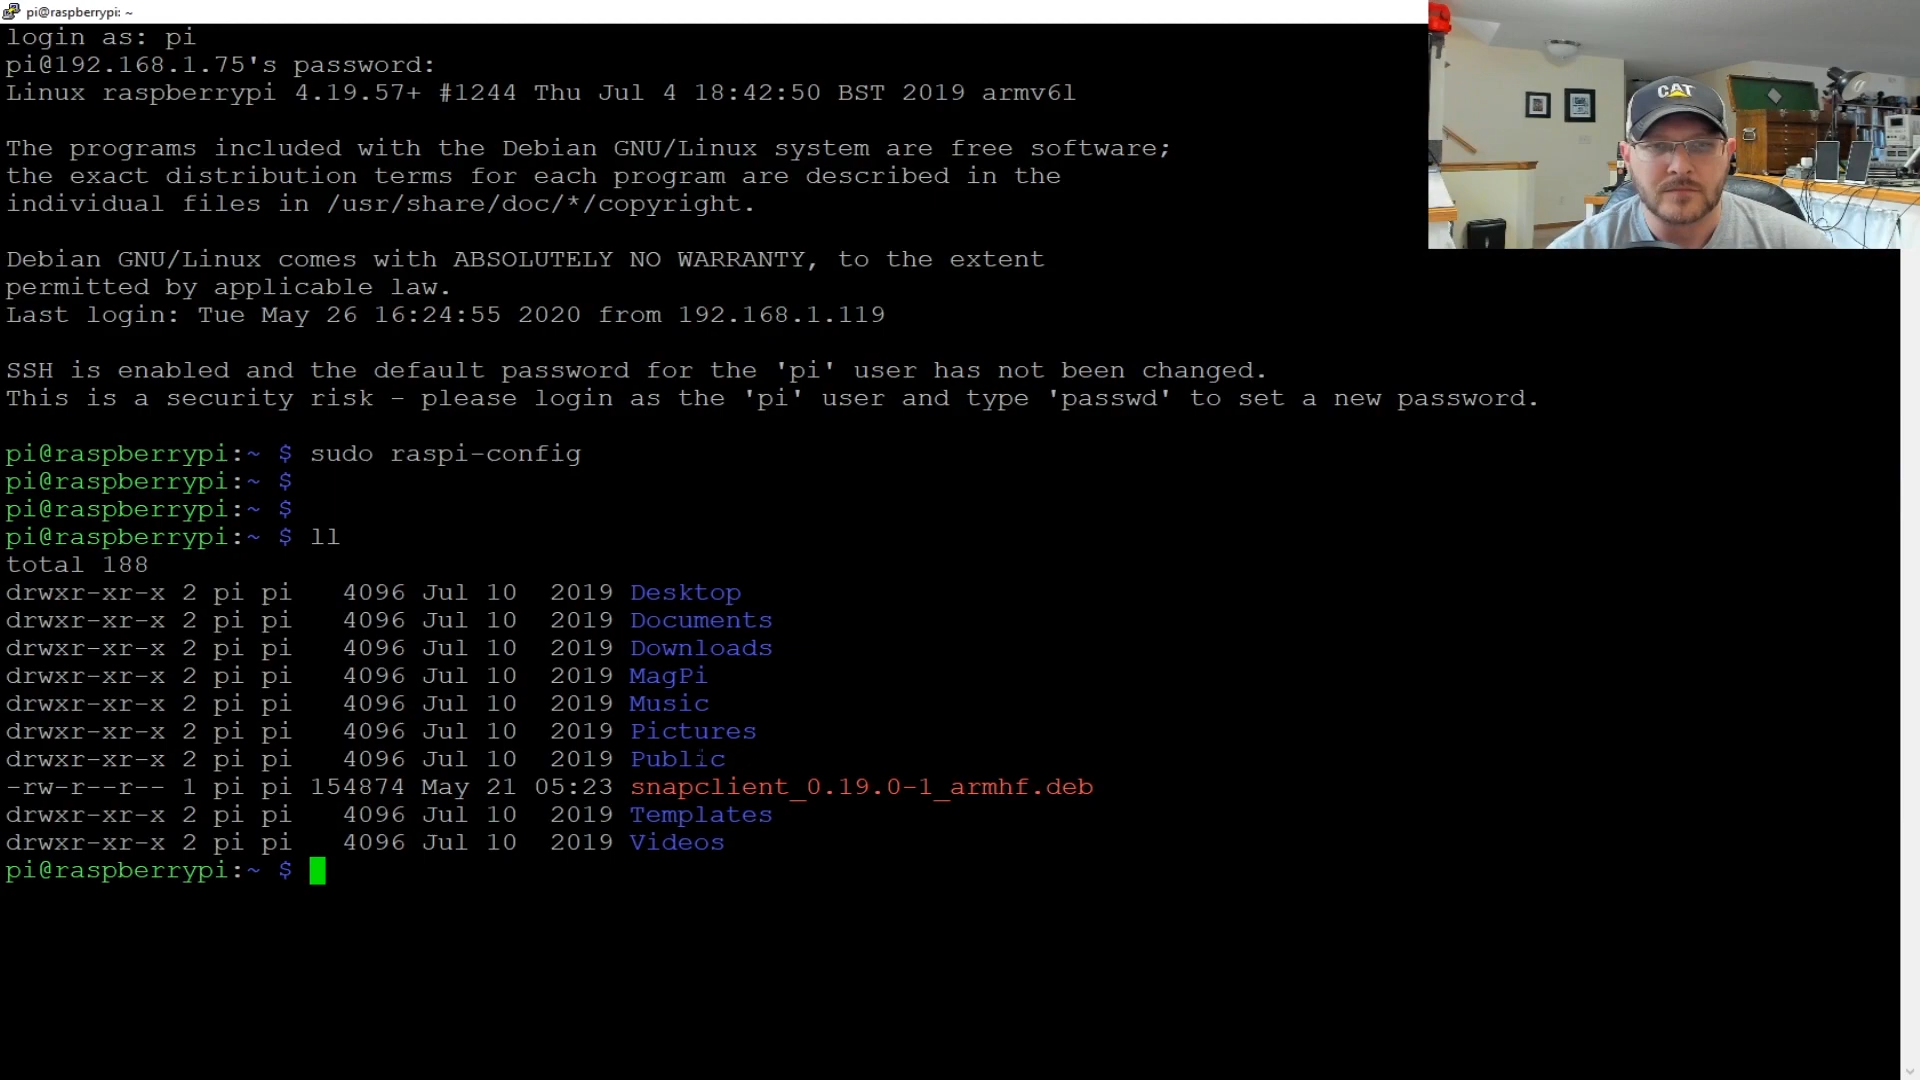 pi@raspberrypi: ~
login as: pi
pi@192.168.1.75's password:
Linux raspberrypi 4.19.57+ #1244 Thu Jul 4 18:42:50 BST 2019 armv6l
The programs included with the Debian GNU/Linux system are free software;
the exact distribution terms for each program are described in the
individual files in /usr/share/doc/*/copyright.
Debian GNU/Linux comes with ABSOLUTELY NO WARRANTY, to the extent
permitted by applicable law.
Last login: Tue May 26 16:24:55 2020 from 192.168.1.119
SSH is enabled and the default password for the 'pi' user has not been changed.
This is a security risk - please login as the 'pi' user and type 'passwd' to set a new password.
pi@raspberrypi:~ $ sudo raspi-config
pi@raspberrypi:~ $
pi@raspberrypi:~ $
pi@raspberrypi:~ $ ll
total 188
drwxr-xr-x 2 pi pi   4096 Jul 10  2019 Desktop
drwxr-xr-x 2 pi pi   4096 Jul 10  2019 Documents
drwxr-xr-x 2 pi pi   4096 Jul 10  2019 Downloads
drwxr-xr-x 2 pi pi   4096 Jul 10  2019 MagPi
drwxr-xr-x 2 pi pi   4096 Jul 10  2019 Music
drwxr-xr-x 2 pi pi   4096 Jul 10  2019 Pictures
drwxr-xr-x 2 pi pi   4096 Jul 10  2019 Public
-rw-r--r-- 1 pi pi 154874 May 21 05:23 snapclient_0.19.0-1_armhf.deb
drwxr-xr-x 2 pi pi   4096 Jul 10  2019 Templates
drwxr-xr-x 2 pi pi   4096 Jul 10  2019 Videos
pi@raspberrypi:~ $
CAT